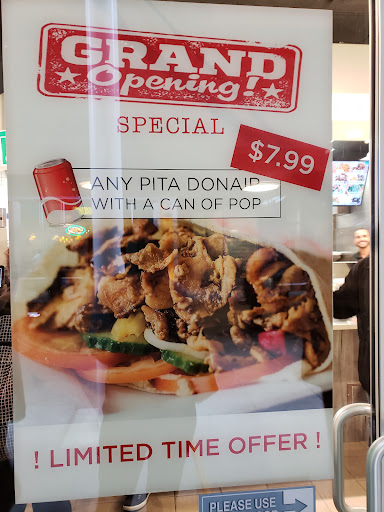 GRAND
Opening!
SPECIAL
$7.99
ANY PITA DONAIR
WITH A CAN OF POP
! LIMITED TIME OFFER !
PLEASE USE